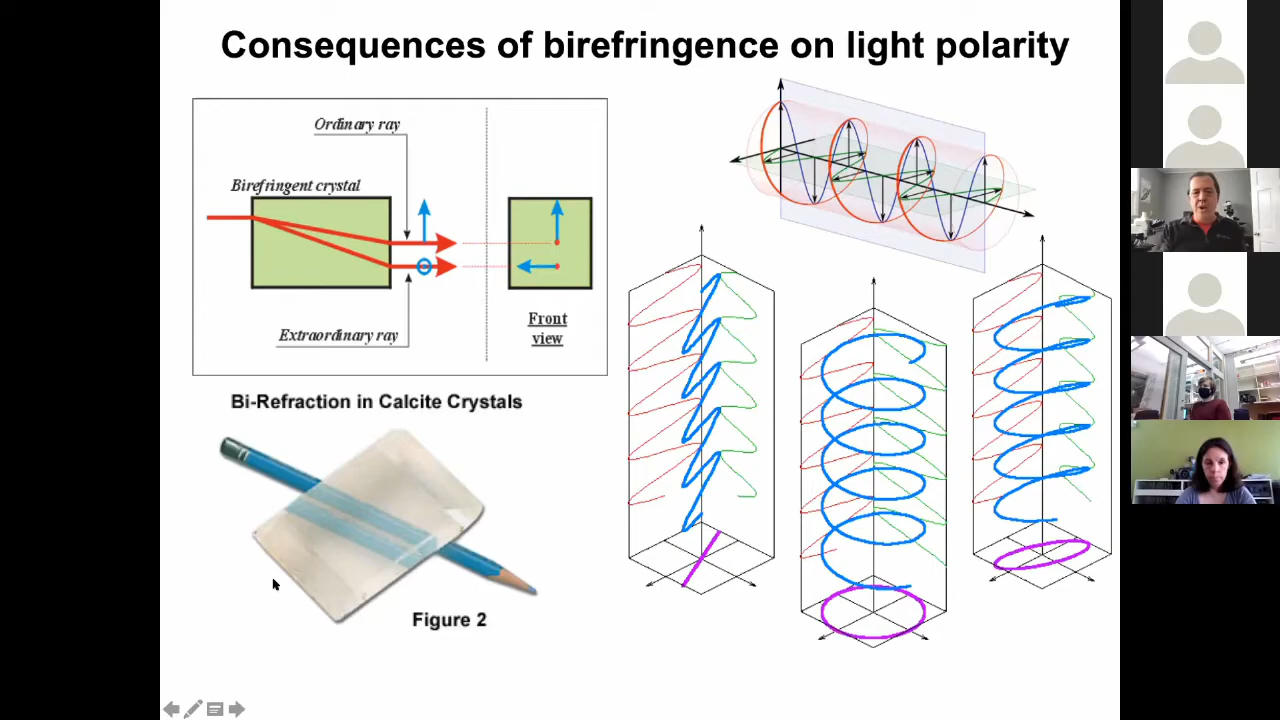 Consequences of birefringence on light polarity
Ordinary ray
Birefringent crystal
Extraordinary ray
Front
view
Bi-Refraction in Calcite Crystals
Figure 2